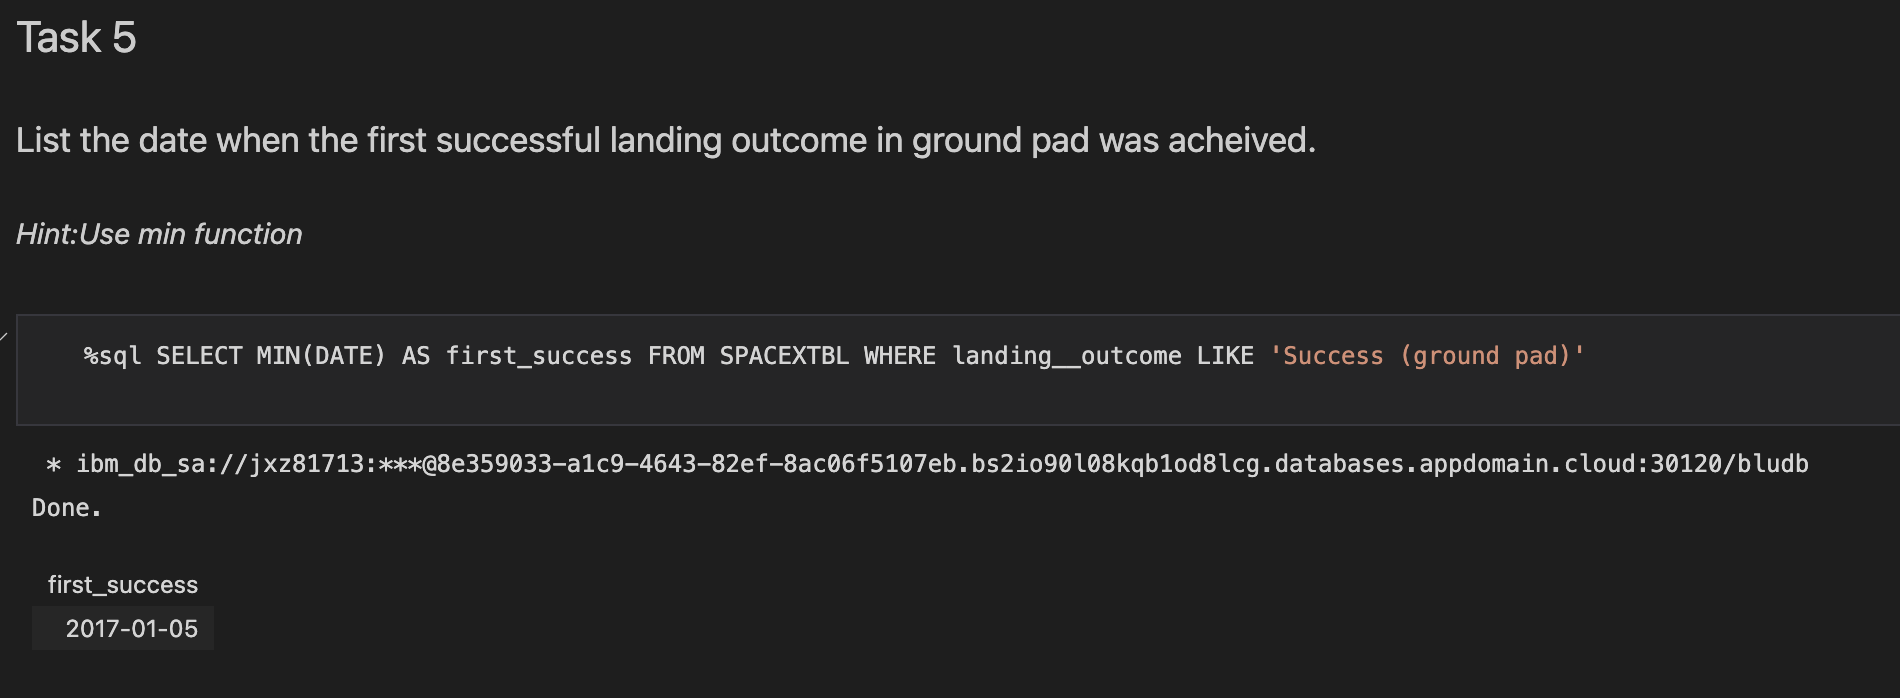 Task 5
List the date when the first successful landing outcome in ground pad was acheived.
Hint:Use min function
%sql SELECT MIN(DATE) AS first_success FROM SPACEXTBL WHERE landing__outcome LIKE 'Success (ground pad)'
* ibm_db_sa://jxz81713:***@8e359033-a1c9-4643-82ef-8ac06f5107eb.bs2io90l08kqb1od8lcg.databases.appdomain.cloud:30120/bludb
Done.
first_success
2017-01-05